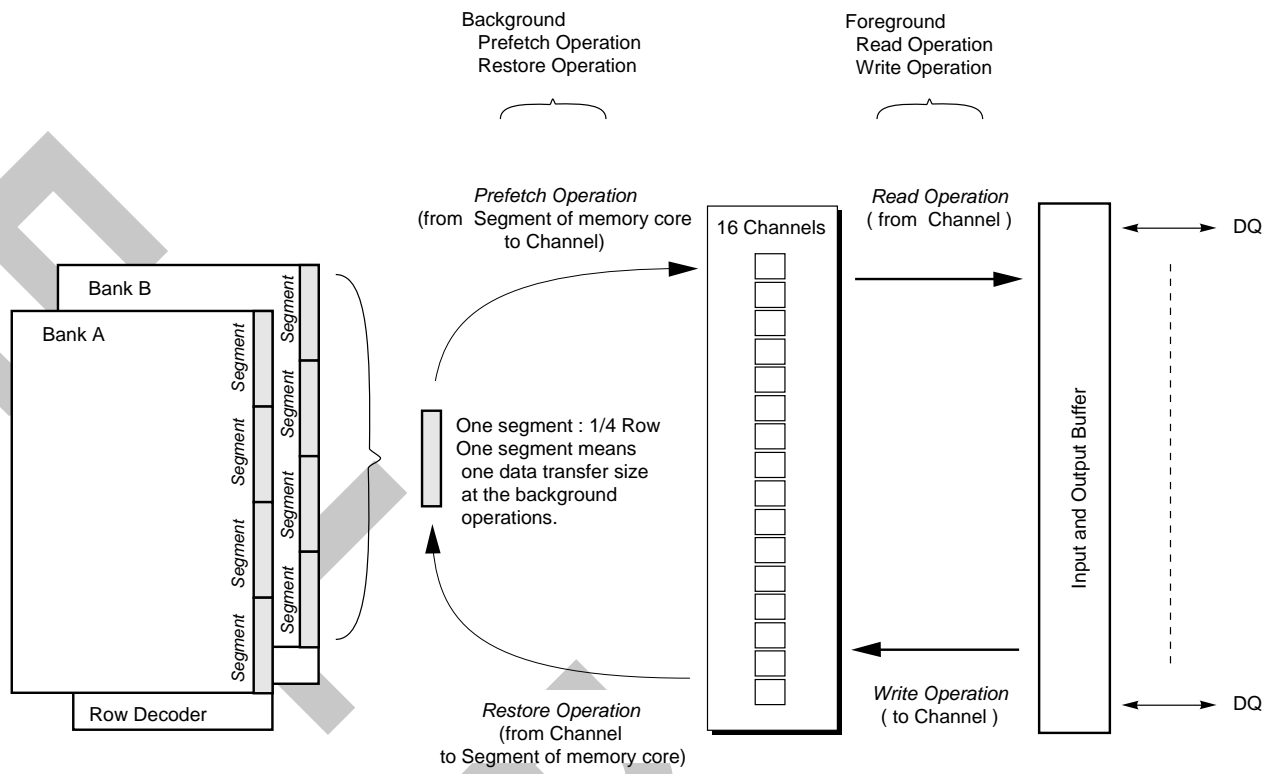 Background
Prefetch Operation
Restore Operation
Foreground
Read Operation
Write Operation
Prefetch Operation
(from Segment of memory core
to Channel)
Read Operation
( from Channel )
16 Channels
DQ
Bank B
Bank A
Segment
Segment
Segment
Segment
Segment
Segment
Segment
Segment
One segment : 1/4 Row
One segment means
one data transfer size
at the background
operations.
Input and Output Buffer
Row Decoder
Restore Operation
(from Channel
to Segment of memory core)
Write Operation
( to Channel )
DQ